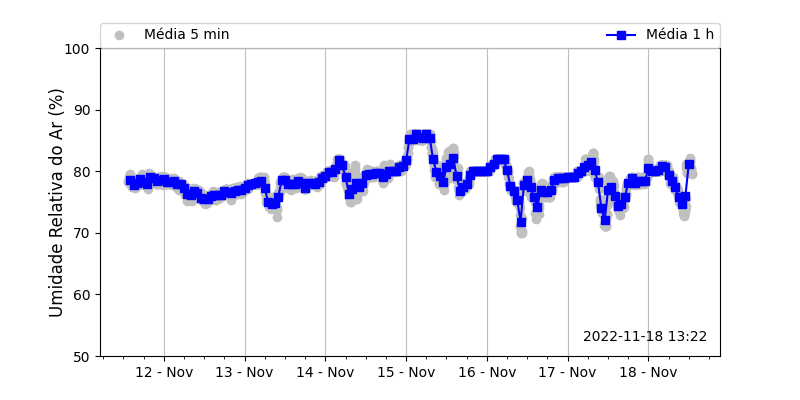 Média 5 min Média 1 h
Umidade Relativa do Ar (%)
100
90
80
70
60
50
2022-11-18 13:22
12 - Nov 13 - Nov 14 - Nov 15 - Nov 16 - Nov 17 - Nov 18 - Nov